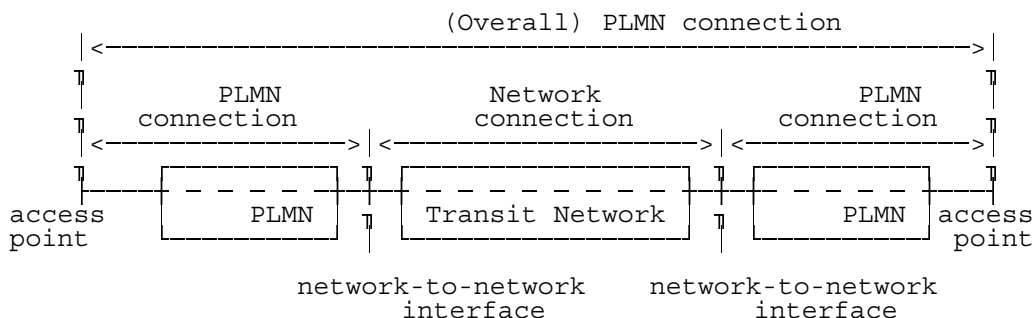 (Overall) PLMN connection
PLMN Network PLMN
connection connection connection
access PLMN Transit Network PLMN access
point point
network-to-network network-to-network
interface interface